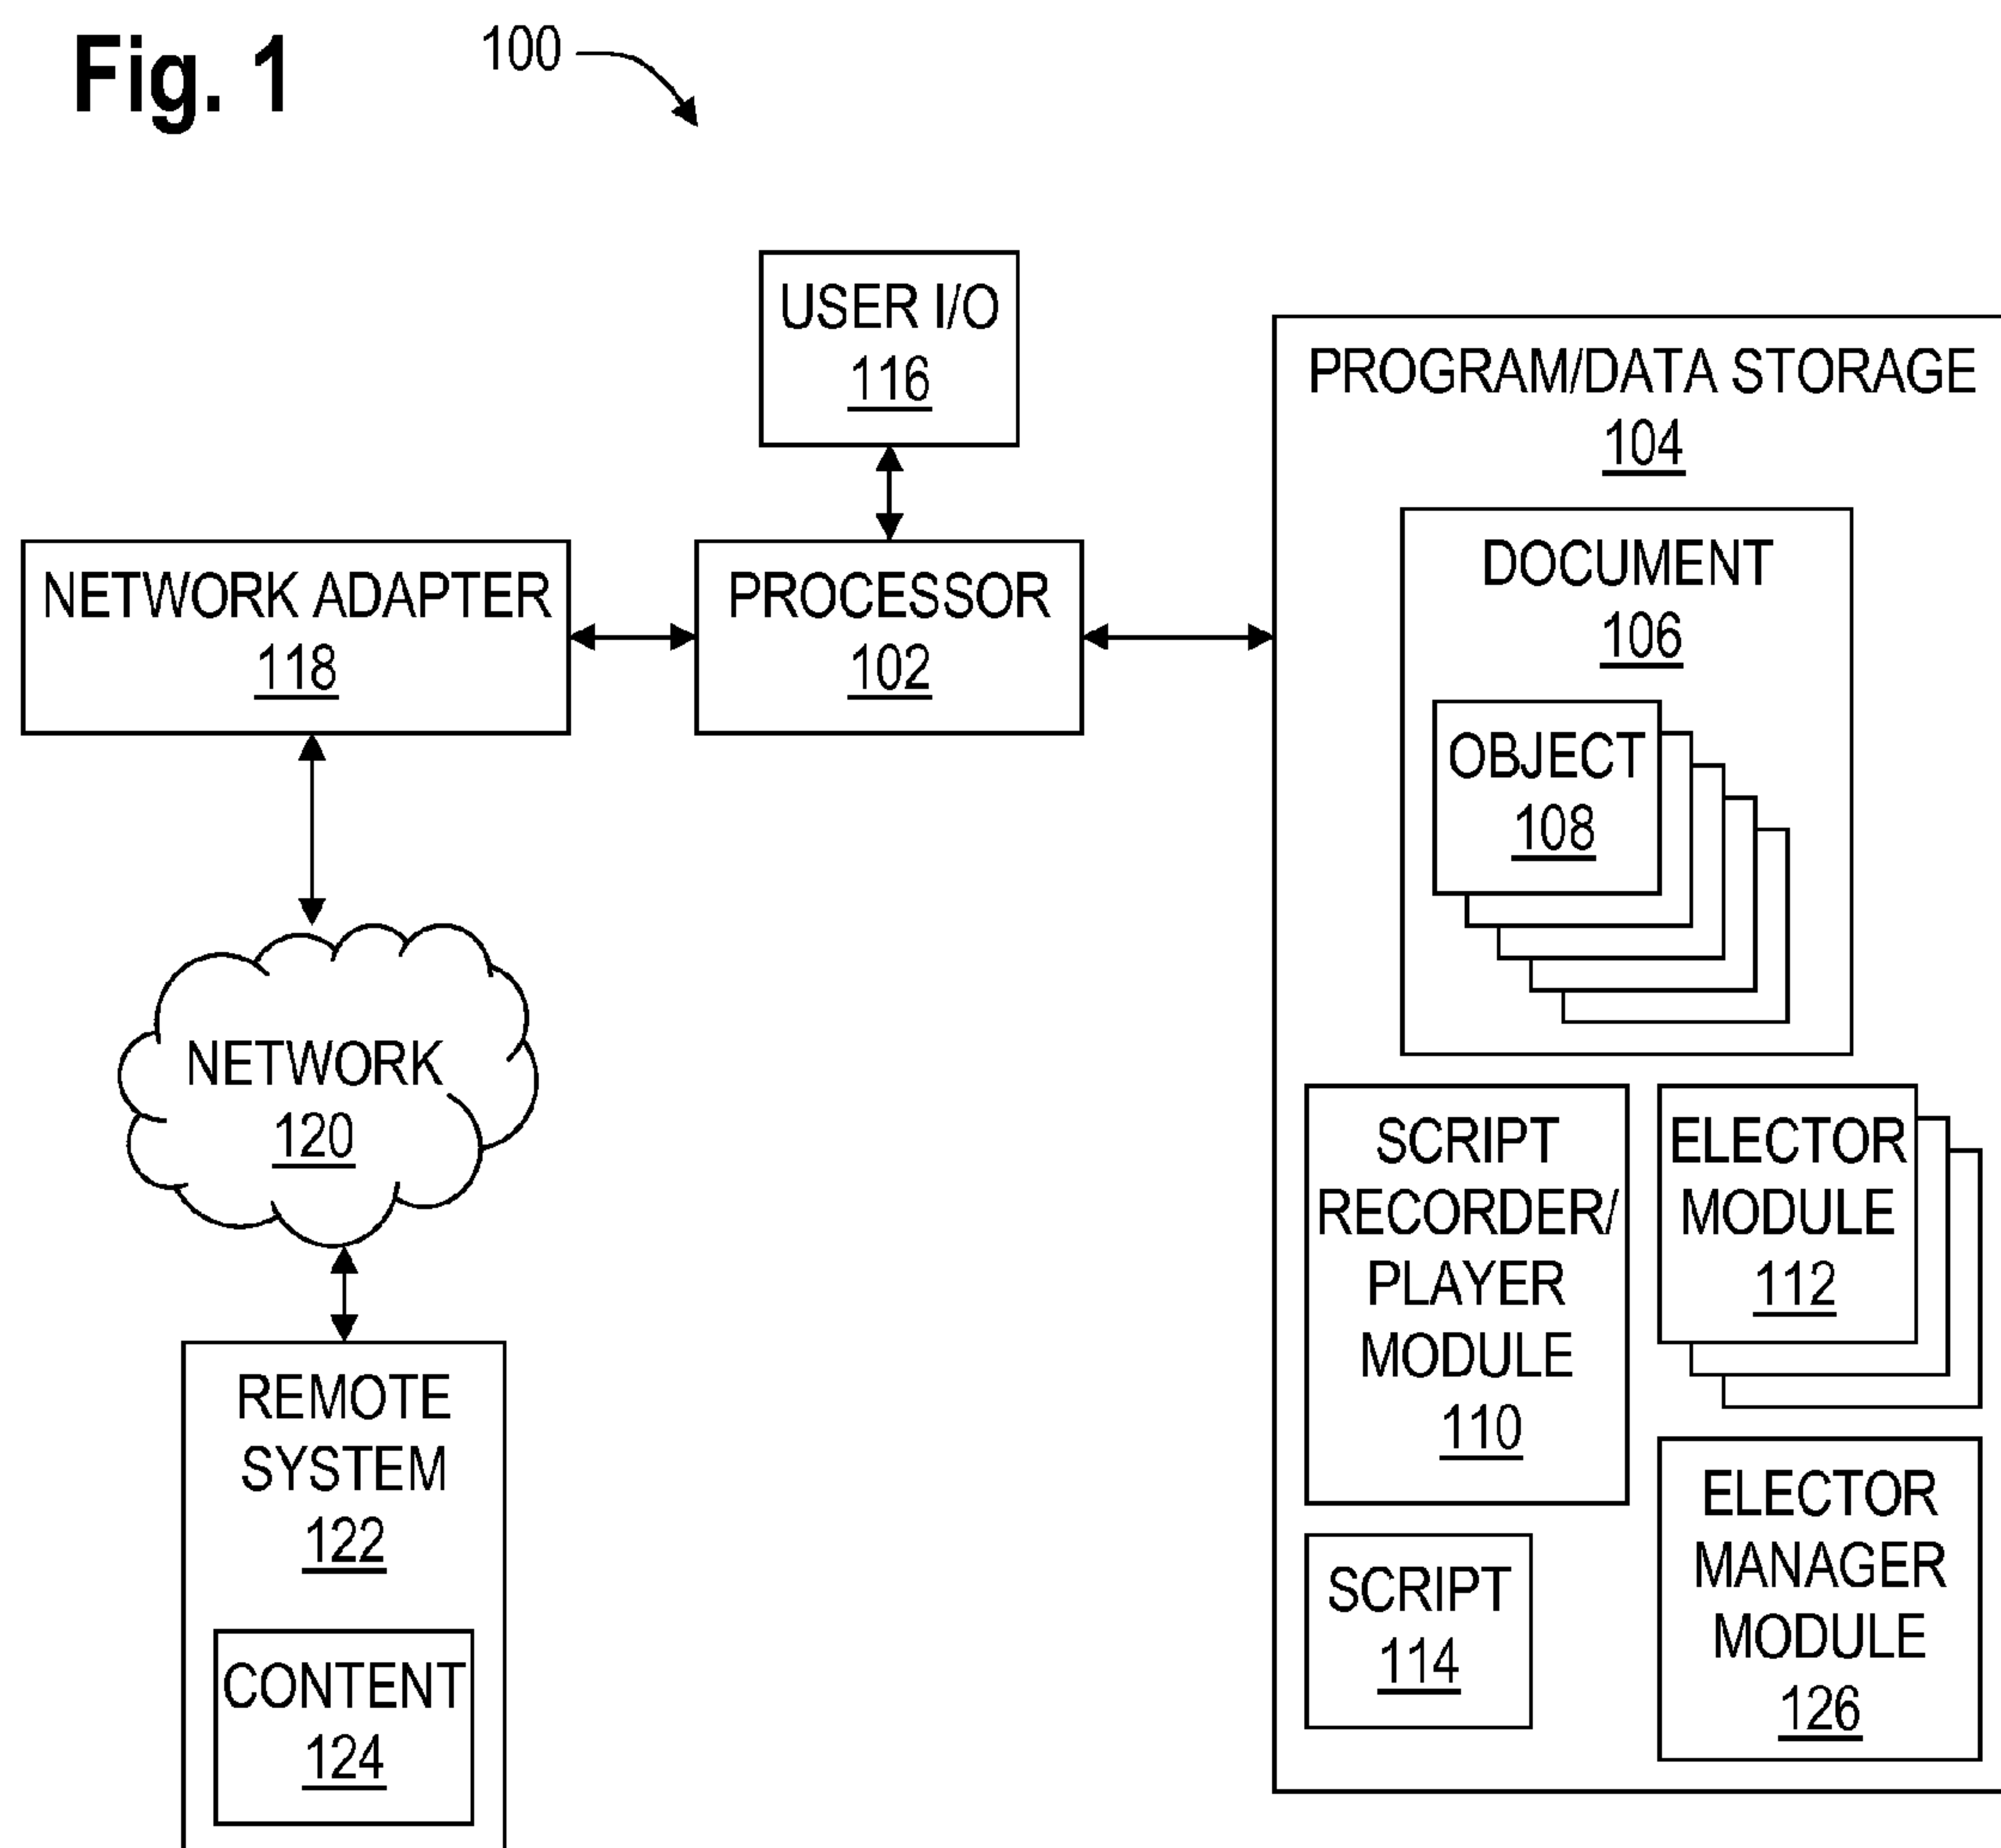 Fig. 1
100
USER I/O
116
PROGRAM/DATA STORAGE
104
DOCUMENT
106
OBJECT
108
NETWORK ADAPTER
118
PROCESSOR
102
NETWORK
120
SCRIPT
RECORDER/
PLAYER
MODULE
110
ELECTOR
MODULE
112
REMOTE
SYSTEM
122
CONTENT
124
SCRIPT
114
ELECTOR
MANAGER
MODULE
126